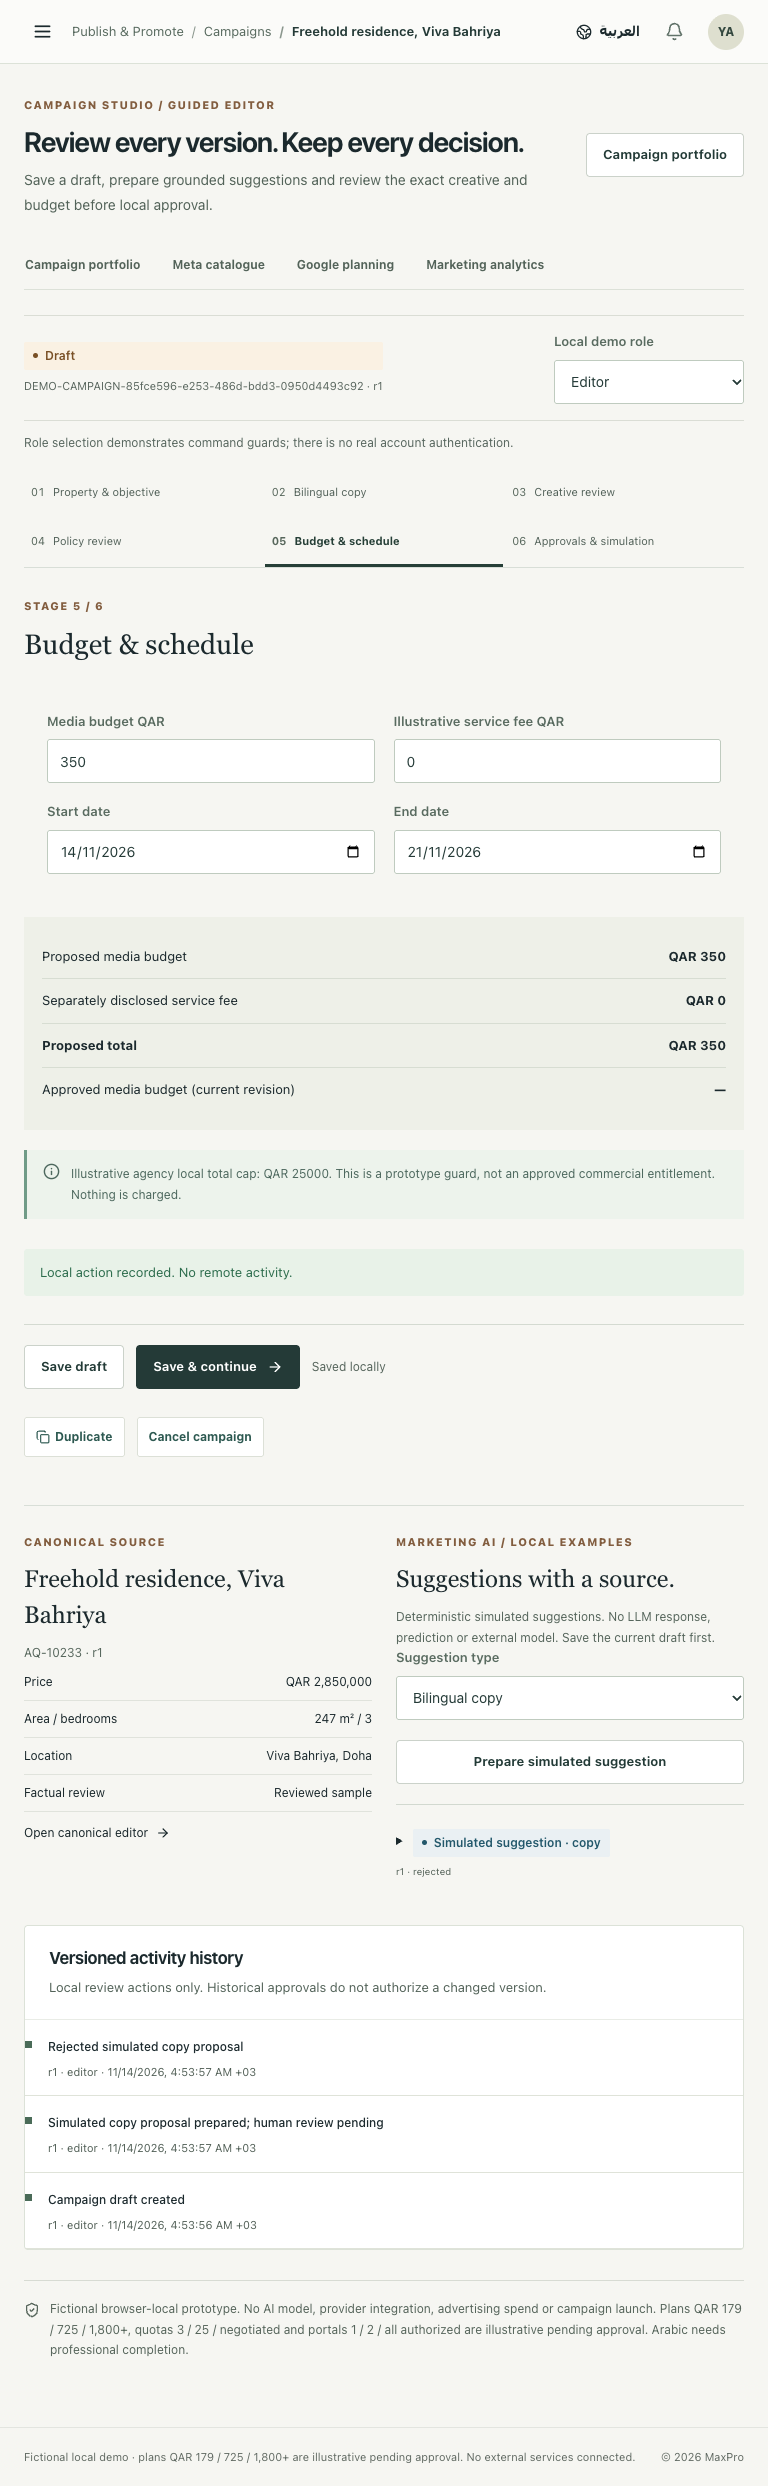 Publish & Promote / Campaigns / Freehold residence, Viva Bahriya
العربية
YA
CAMPAIGN STUDIO / GUIDED EDITOR
Review every version. Keep every decision.
Save a draft, prepare grounded suggestions and review the exact creative and
budget before local approval.
Campaign portfolio
Campaign portfolio Meta catalogue Google planning Marketing analytics
Draft
DEMO-CAMPAIGN-85fce596-e253-486d-bdd3-0950d4493c92 · r1
Local demo role
Editor
Role selection demonstrates command guards; there is no real account authentication.
01 Property & objective
02 Bilingual copy
03 Creative review
04 Policy review
05 Budget & schedule
06 Approvals & simulation
STAGE 5 / 6
Budget & schedule
Media budget QAR
350
Illustrative service fee QAR
0
Start date
14/11/2026
End date
21/11/2026
Proposed media budget QAR 350
Separately disclosed service fee QAR 0
Proposed total QAR 350
Approved media budget (current revision) —
Illustrative agency local total cap: QAR 25000. This is a prototype guard, not an approved commercial entitlement.
Nothing is charged.
Local action recorded. No remote activity.
Save draft
Save & continue
Saved locally
Duplicate
Cancel campaign
CANONICAL SOURCE
Freehold residence, Viva
Bahriya
AQ-10233 · r1
Price QAR 2,850,000
Area / bedrooms 247 m² / 3
Location Viva Bahriya, Doha
Factual review Reviewed sample
Open canonical editor
MARKETING AI / LOCAL EXAMPLES
Suggestions with a source.
Deterministic simulated suggestions. No LLM response,
prediction or external model. Save the current draft first.
Suggestion type
Bilingual copy
Prepare simulated suggestion
Simulated suggestion · copy
r1 · rejected
Versioned activity history
Local review actions only. Historical approvals do not authorize a changed version.
Rejected simulated copy proposal
r1 · editor · 11/14/2026, 4:53:57 AM +03
Simulated copy proposal prepared; human review pending
r1 · editor · 11/14/2026, 4:53:57 AM +03
Campaign draft created
r1 · editor · 11/14/2026, 4:53:56 AM +03
Fictional browser-local prototype. No AI model, provider integration, advertising spend or campaign launch. Plans QAR 179
/ 725 / 1,800+, quotas 3 / 25 / negotiated and portals 1 / 2 / all authorized are illustrative pending approval. Arabic needs
professional completion.
Fictional local demo · plans QAR 179 / 725 / 1,800+ are illustrative pending approval. No external services connected.
© 2026 MaxPro